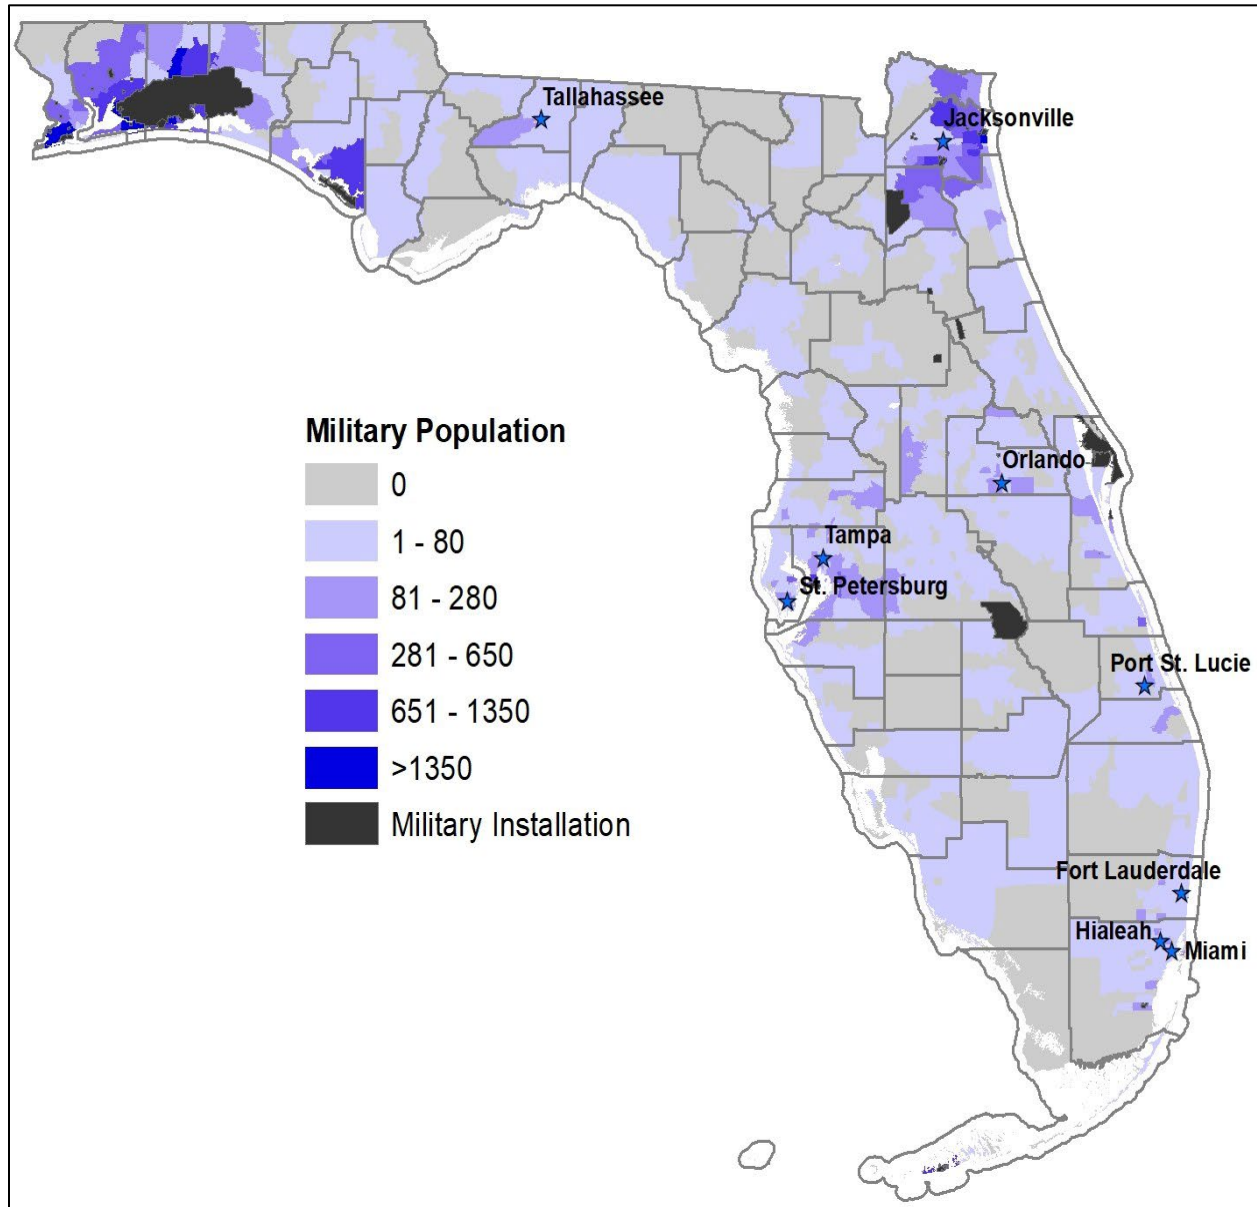 Tallahassee
Jacksonville
Military Population
0
1 - 80
81 - 280
281 - 650
651 - 1350
>1350
Military Installation
Orlando
Tampa
St. Petersburg
Port St. Lucie
Fort Lauderdale
Hialeah
Miami